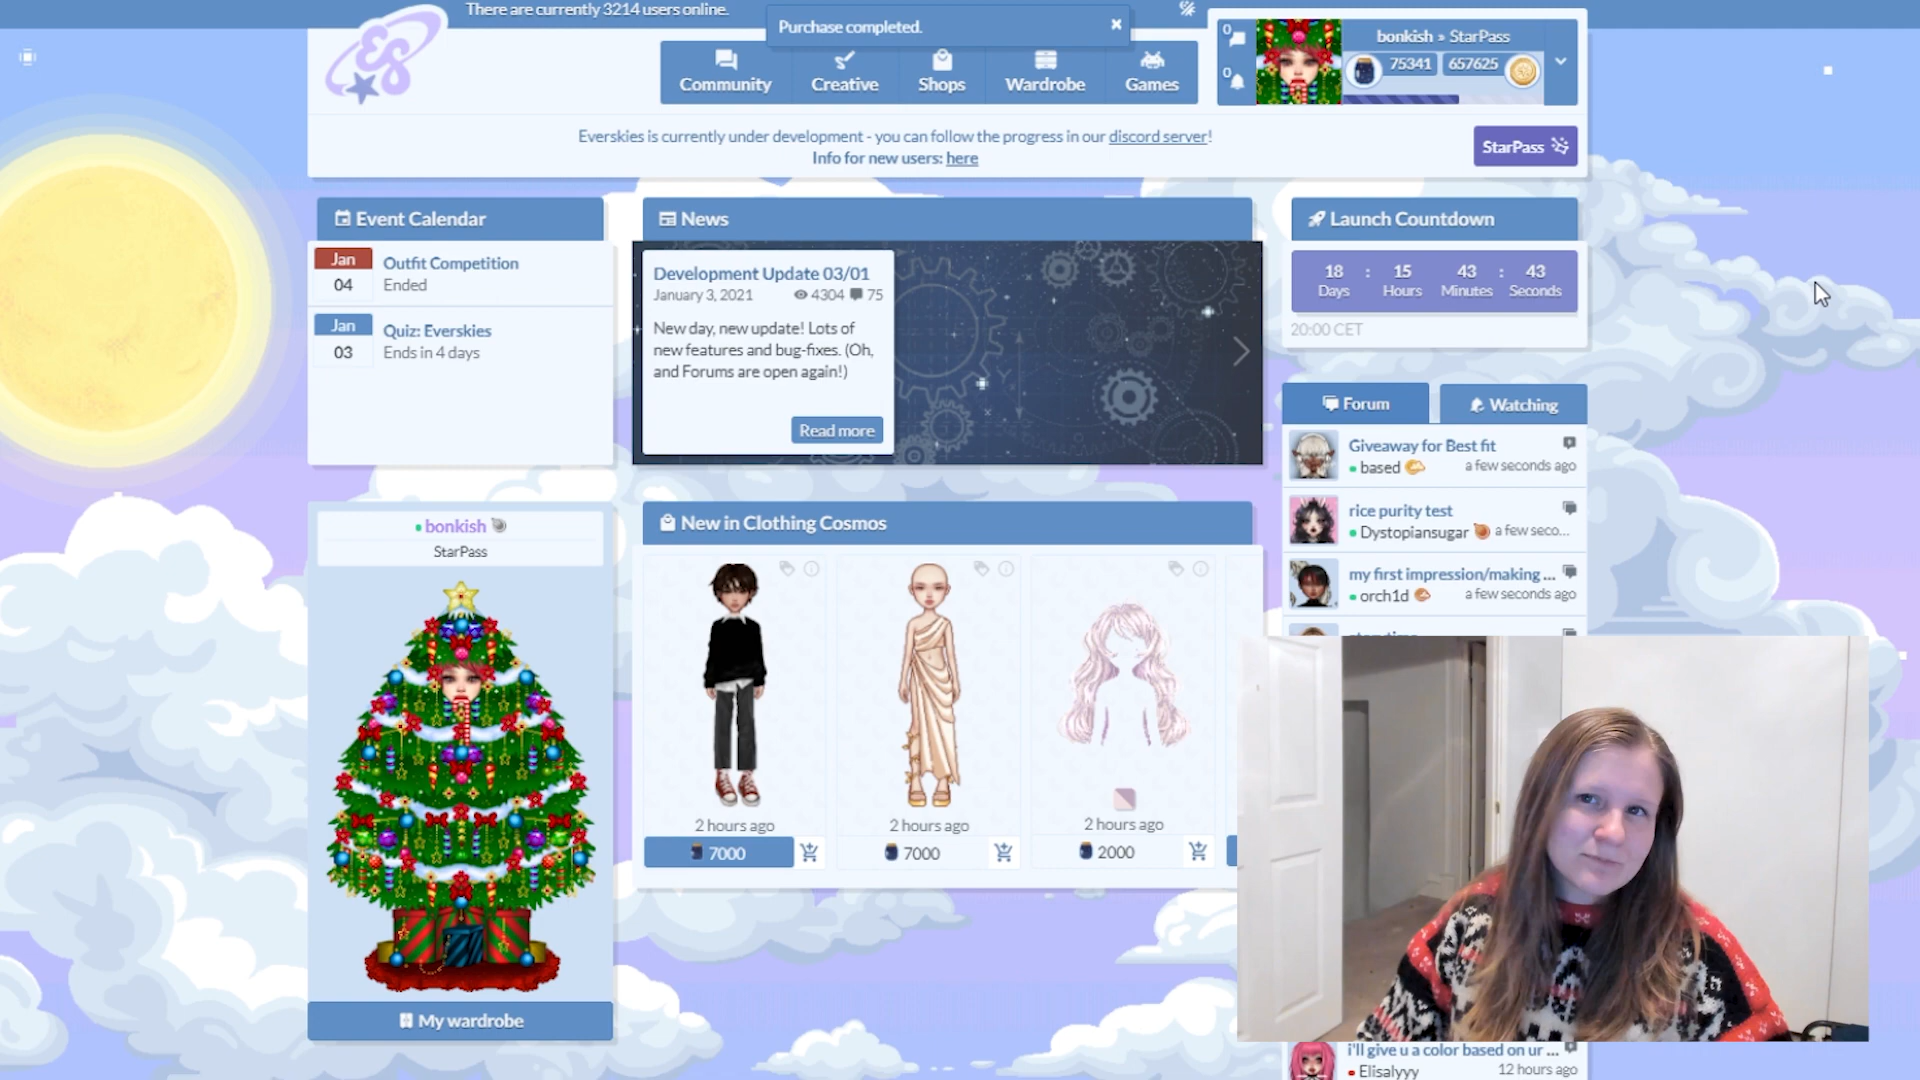 There are currently 3214 users online.
Purchase completed.
ES
Community
Creative
Shops
Wardrobe
Games
0
0
bonkish » StarPass
75341
657625
Everskies is currently under development - you can follow the progress in our discord server!
Info for new users: here
StarPass
Event Calendar
Jan
04
Outfit Competition
Ended
Jan
03
Quiz: Everskies
Ends in 4 days
News
Development Update 03/01
January 3, 2021
4304
75
New day, new update! Lots of
new features and bug-fixes. (Oh,
and Forums are open again!)
Read more
Launch Countdown
18 : 15 : 43 : 43
Days Hours Minutes Seconds
20:00 CET
Forum
Watching
Giveaway for Best fit
based
a few seconds ago
rice purity test
Dystopiansugar
a few seco...
my first impression/making ...
orch1d
a few seconds ago
bonkish
StarPass
My wardrobe
New in Clothing Cosmos
2 hours ago
7000
2 hours ago
7000
2 hours ago
2000
i'll give u a color based on ur ...
Elisalyyy
12 hours ago